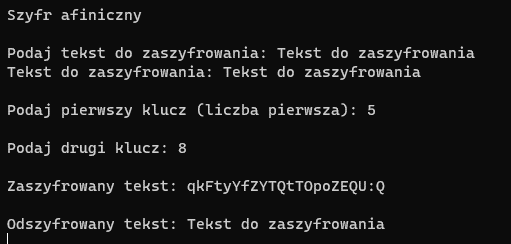 Szyfr afiniczny
Podaj tekst do zaszyfrowania: Tekst do zaszyfrowania
Tekst do zaszyfrowania: Tekst do zaszyfrowania
Podaj pierwszy klucz (liczba pierwsza): 5
Podaj drugi klucz: 8
Zaszyfrowany tekst: qkFtyYfZYTQtTOpoZEQU:Q
Odszyfrowany tekst: Tekst do zaszyfrowania